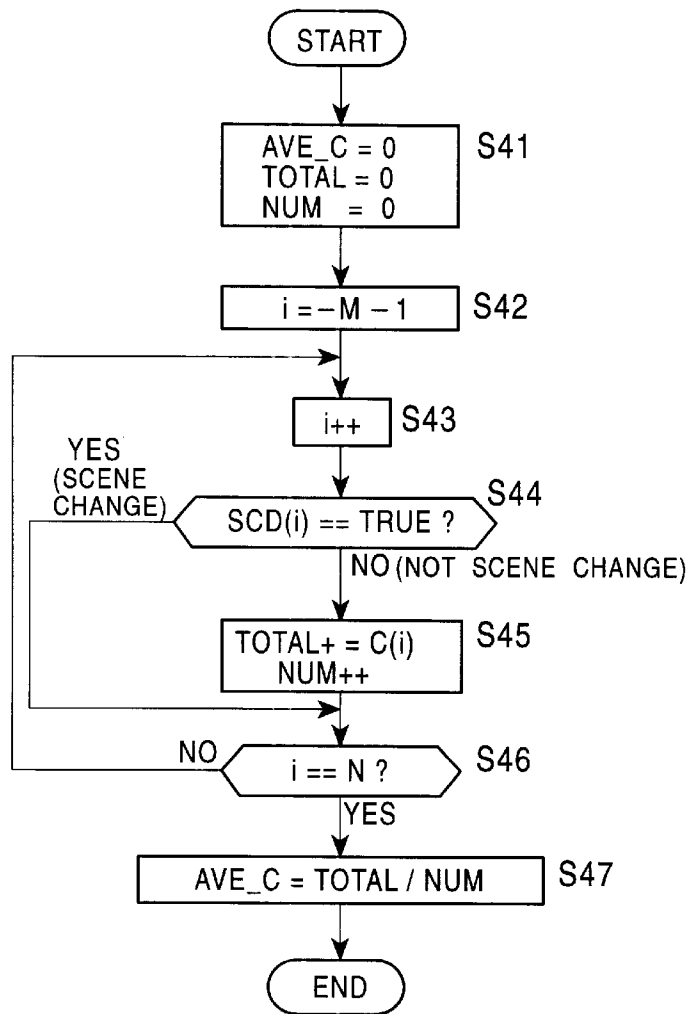 START
AVE_C = 0
TOTAL = 0
NUM = 0
S41
i = –M – 1
S42
i++
S43
YES
(SCENE
CHANGE)
S44
SCD(i) == TRUE ?
NO (NOT SCENE CHANGE)
TOTAL+ = C(i)
NUM++
S45
NO
i == N ?
S46
YES
AVE_C = TOTAL / NUM
S47
END